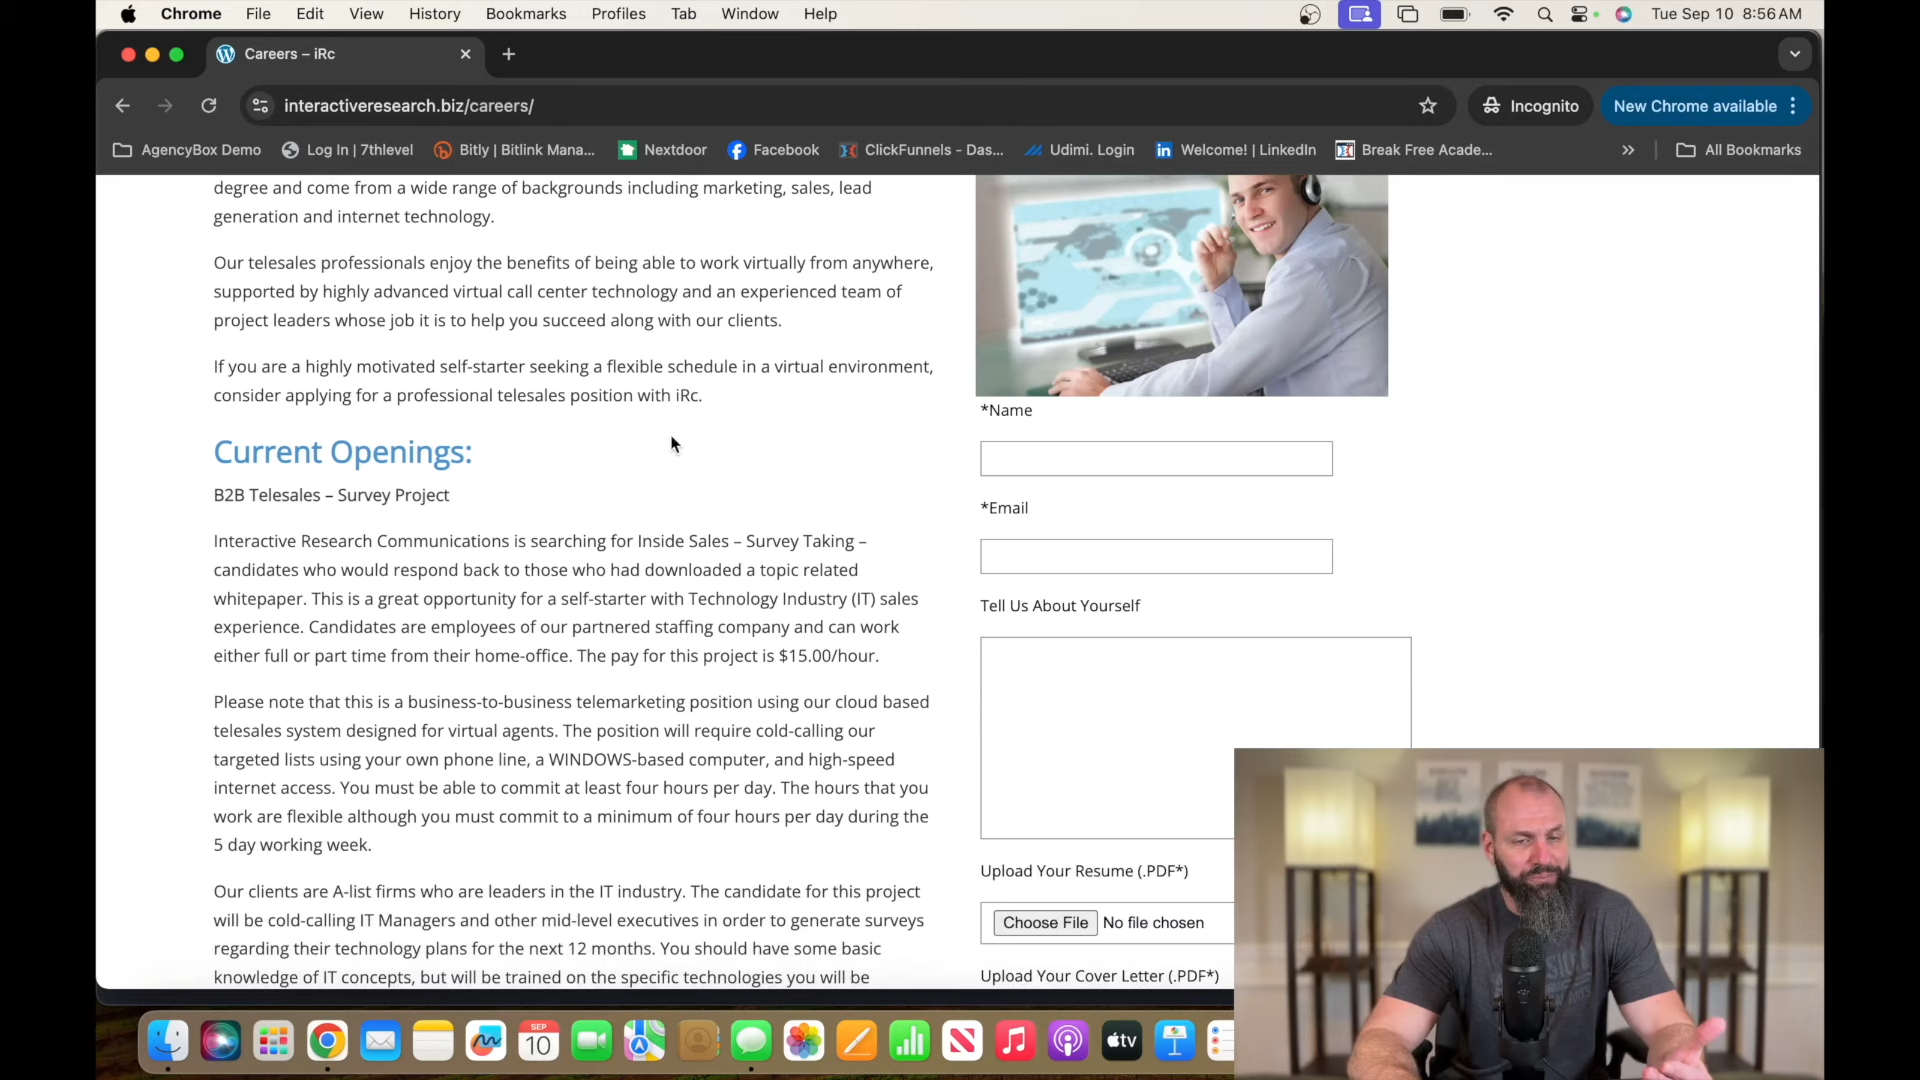 Chrome File Edit View History Bookmarks Profiles Tab Window Help Tue Sep 10 8:56 AM
Careers – iRc
interactiveresearch.biz/careers/ Incognito New Chrome available
AgencyBox Demo Log In | 7thlevel Bitly | Bitlink Mana... Nextdoor Facebook ClickFunnels - Das... Udimi. Login Welcome! | LinkedIn Break Free Acade... All Bookmarks
degree and come from a wide range of backgrounds including marketing, sales, lead
generation and internet technology.
Our telesales professionals enjoy the benefits of being able to work virtually from anywhere,
supported by highly advanced virtual call center technology and an experienced team of
project leaders whose job it is to help you succeed along with our clients.
If you are a highly motivated self-starter seeking a flexible schedule in a virtual environment,
consider applying for a professional telesales position with iRc.
Current Openings:
B2B Telesales – Survey Project
Interactive Research Communications is searching for Inside Sales – Survey Taking –
candidates who would respond back to those who had downloaded a topic related
whitepaper. This is a great opportunity for a self-starter with Technology Industry (IT) sales
experience. Candidates are employees of our partnered staffing company and can work
either full or part time from their home-office. The pay for this project is $15.00/hour.
Please note that this is a business-to-business telemarketing position using our cloud based
telesales system designed for virtual agents. The position will require cold-calling our
targeted lists using your own phone line, a WINDOWS-based computer, and high-speed
internet access. You must be able to commit at least four hours per day. The hours that you
work are flexible although you must commit to a minimum of four hours per day during the
5 day working week.
Our clients are A-list firms who are leaders in the IT industry. The candidate for this project
will be cold-calling IT Managers and other mid-level executives in order to generate surveys
regarding their technology plans for the next 12 months. You should have some basic
knowledge of IT concepts, but will be trained on the specific technologies you will be
*Name
*Email
Tell Us About Yourself
Upload Your Resume (.PDF*)
Choose File No file chosen
Upload Your Cover Letter (.PDF*)
SEP
10
tv